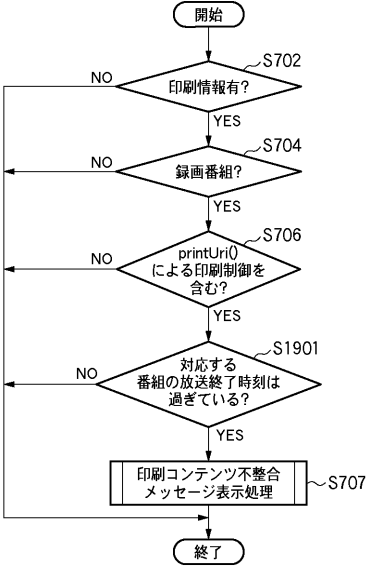 開始
S702
NO
印刷情報有?
YES
S704
NO
録画番組?
YES
S706
NO
printUri()
による印刷制御を
含む?
YES
S1901
NO
対応する
番組の放送終了時刻は
過ぎている?
YES
印刷コンテンツ不整合
メッセージ表示処理
S707
終了